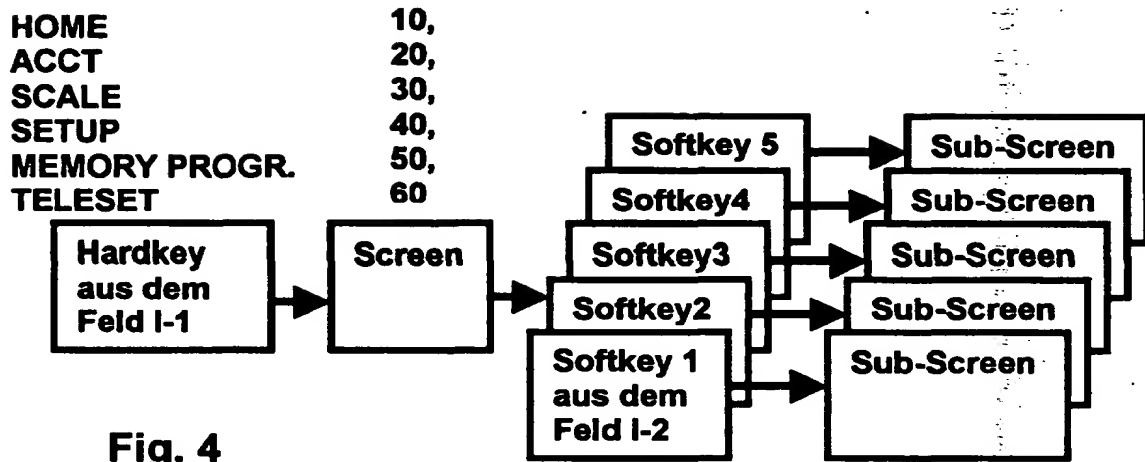 HOME 10,
ACCT 20,
SCALE 30,
SETUP 40,
MEMORY PROGR. 50,
TELESET 60
Hardkey
aus dem
Feld I-1
Screen
Softkey 5
Softkey4
Softkey3
Softkey2
Softkey 1
aus dem
Feld I-2
Sub-Screen
Sub-Screen
Sub-Screen
Sub-Screen
Sub-Screen
Fig. 4